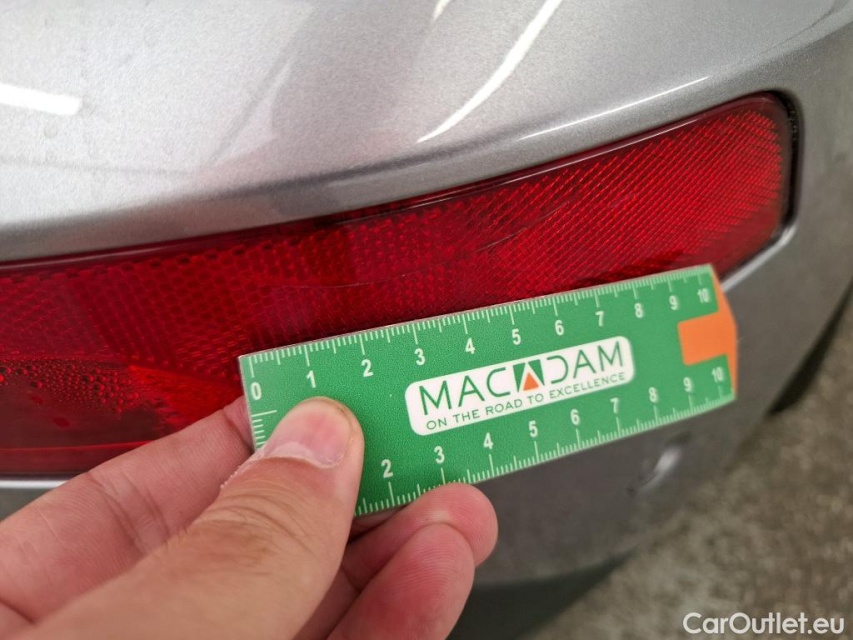 0 1 2 3 4 5 6 7 8 9 10
MACADAM
ON THE ROAD TO EXCELLENCE
2 3 4 5 6 7 8 9 10
CarOutlet.eu